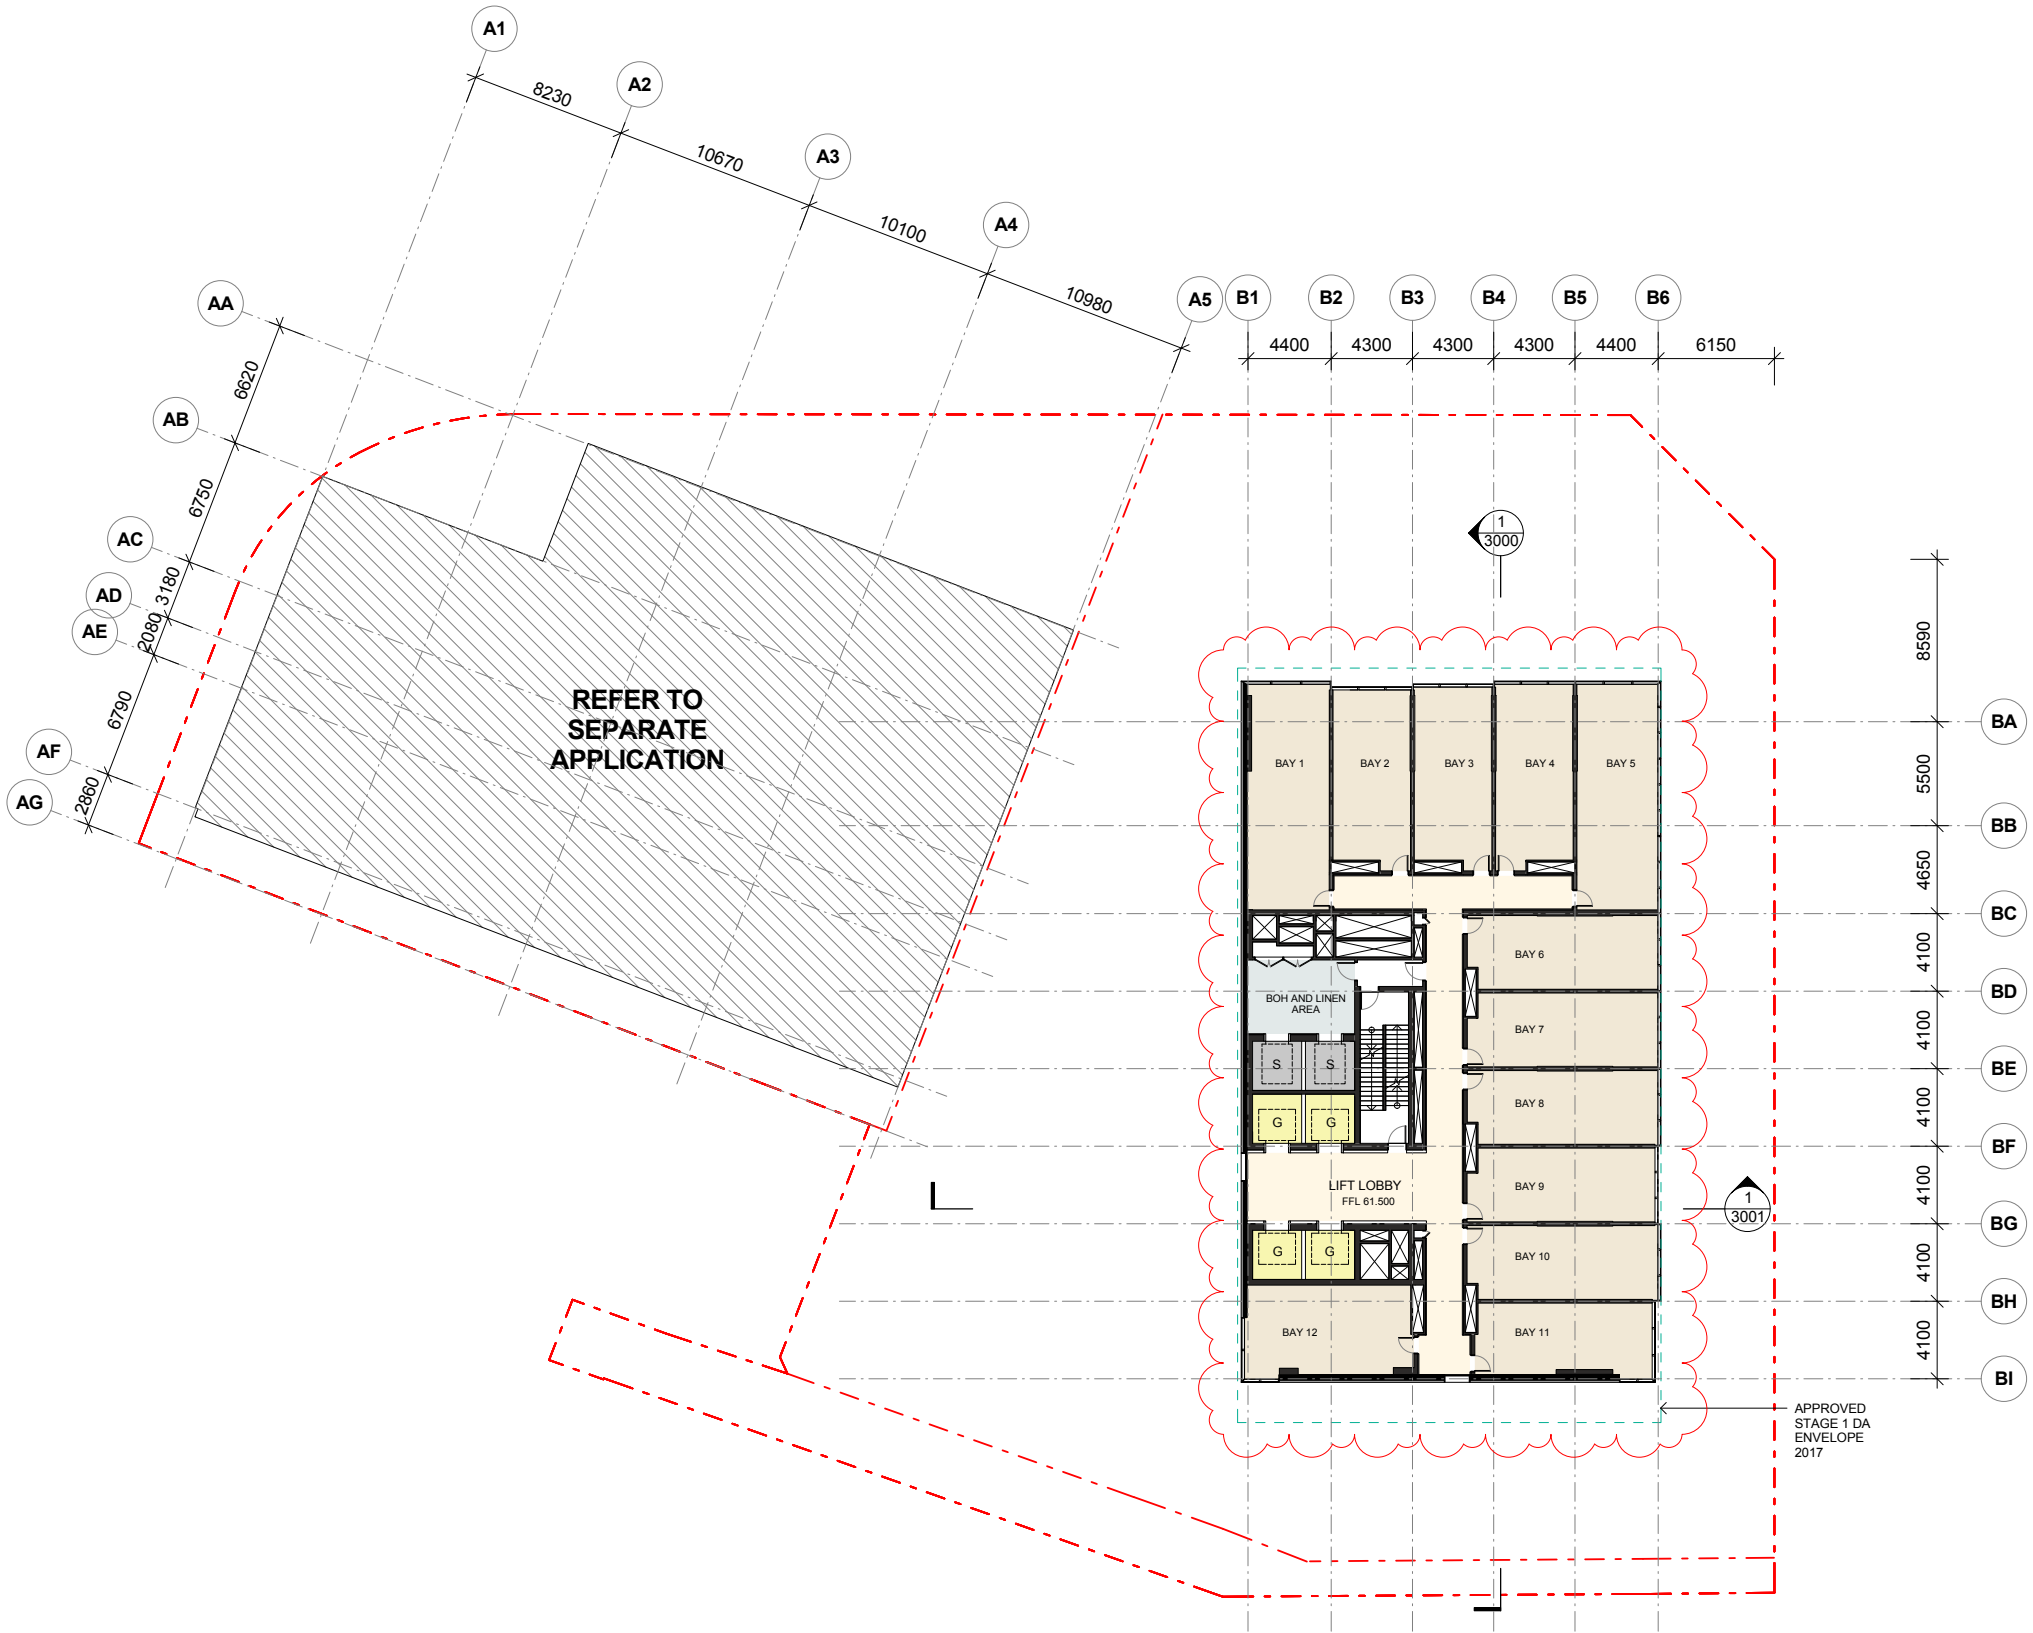 A1
A2
A3
A4
A5
8230
10670
10100
10980
B1
B2
B3
B4
B5
B6
4400
4300
4300
4300
4400
6150
AA
AB
AC
AD
AE
AF
AG
6620
6750
3180
2080
6790
2860
REFER TO
SEPARATE
APPLICATION
1
3000
BA
BB
BC
BD
BE
BF
BG
BH
BI
8590
5500
4650
4100
4100
4100
4100
4100
4100
BAY 1
BAY 2
BAY 3
BAY 4
BAY 5
BAY 6
BOH AND LINEN
AREA
BAY 7
S
S
BAY 8
G
G
LIFT LOBBY
FFL 61.500
BAY 9
1
3001
G
G
BAY 10
BAY 12
BAY 11
APPROVED
STAGE 1 DA
ENVELOPE
2017